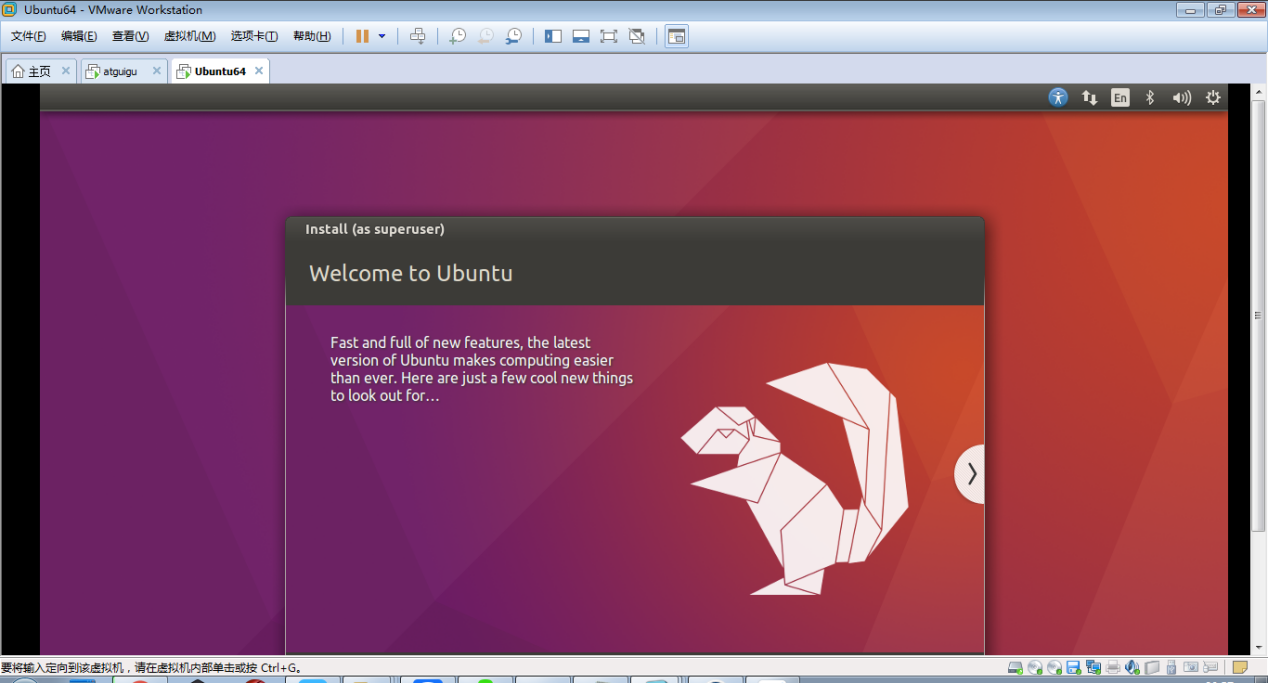 Ubuntu64 - VMware Workstation
文件(F) 编辑(E) 查看(V) 虚拟机(M) 选项卡(T) 帮助(H)
主页 atguigu Ubuntu64
En
Install (as superuser)
Welcome to Ubuntu
Fast and full of new features, the latest
version of Ubuntu makes computing easier
than ever. Here are just a few cool new things
to look out for…
要将输入定向到该虚拟机，请在虚拟机内部单击或按 Ctrl+G。